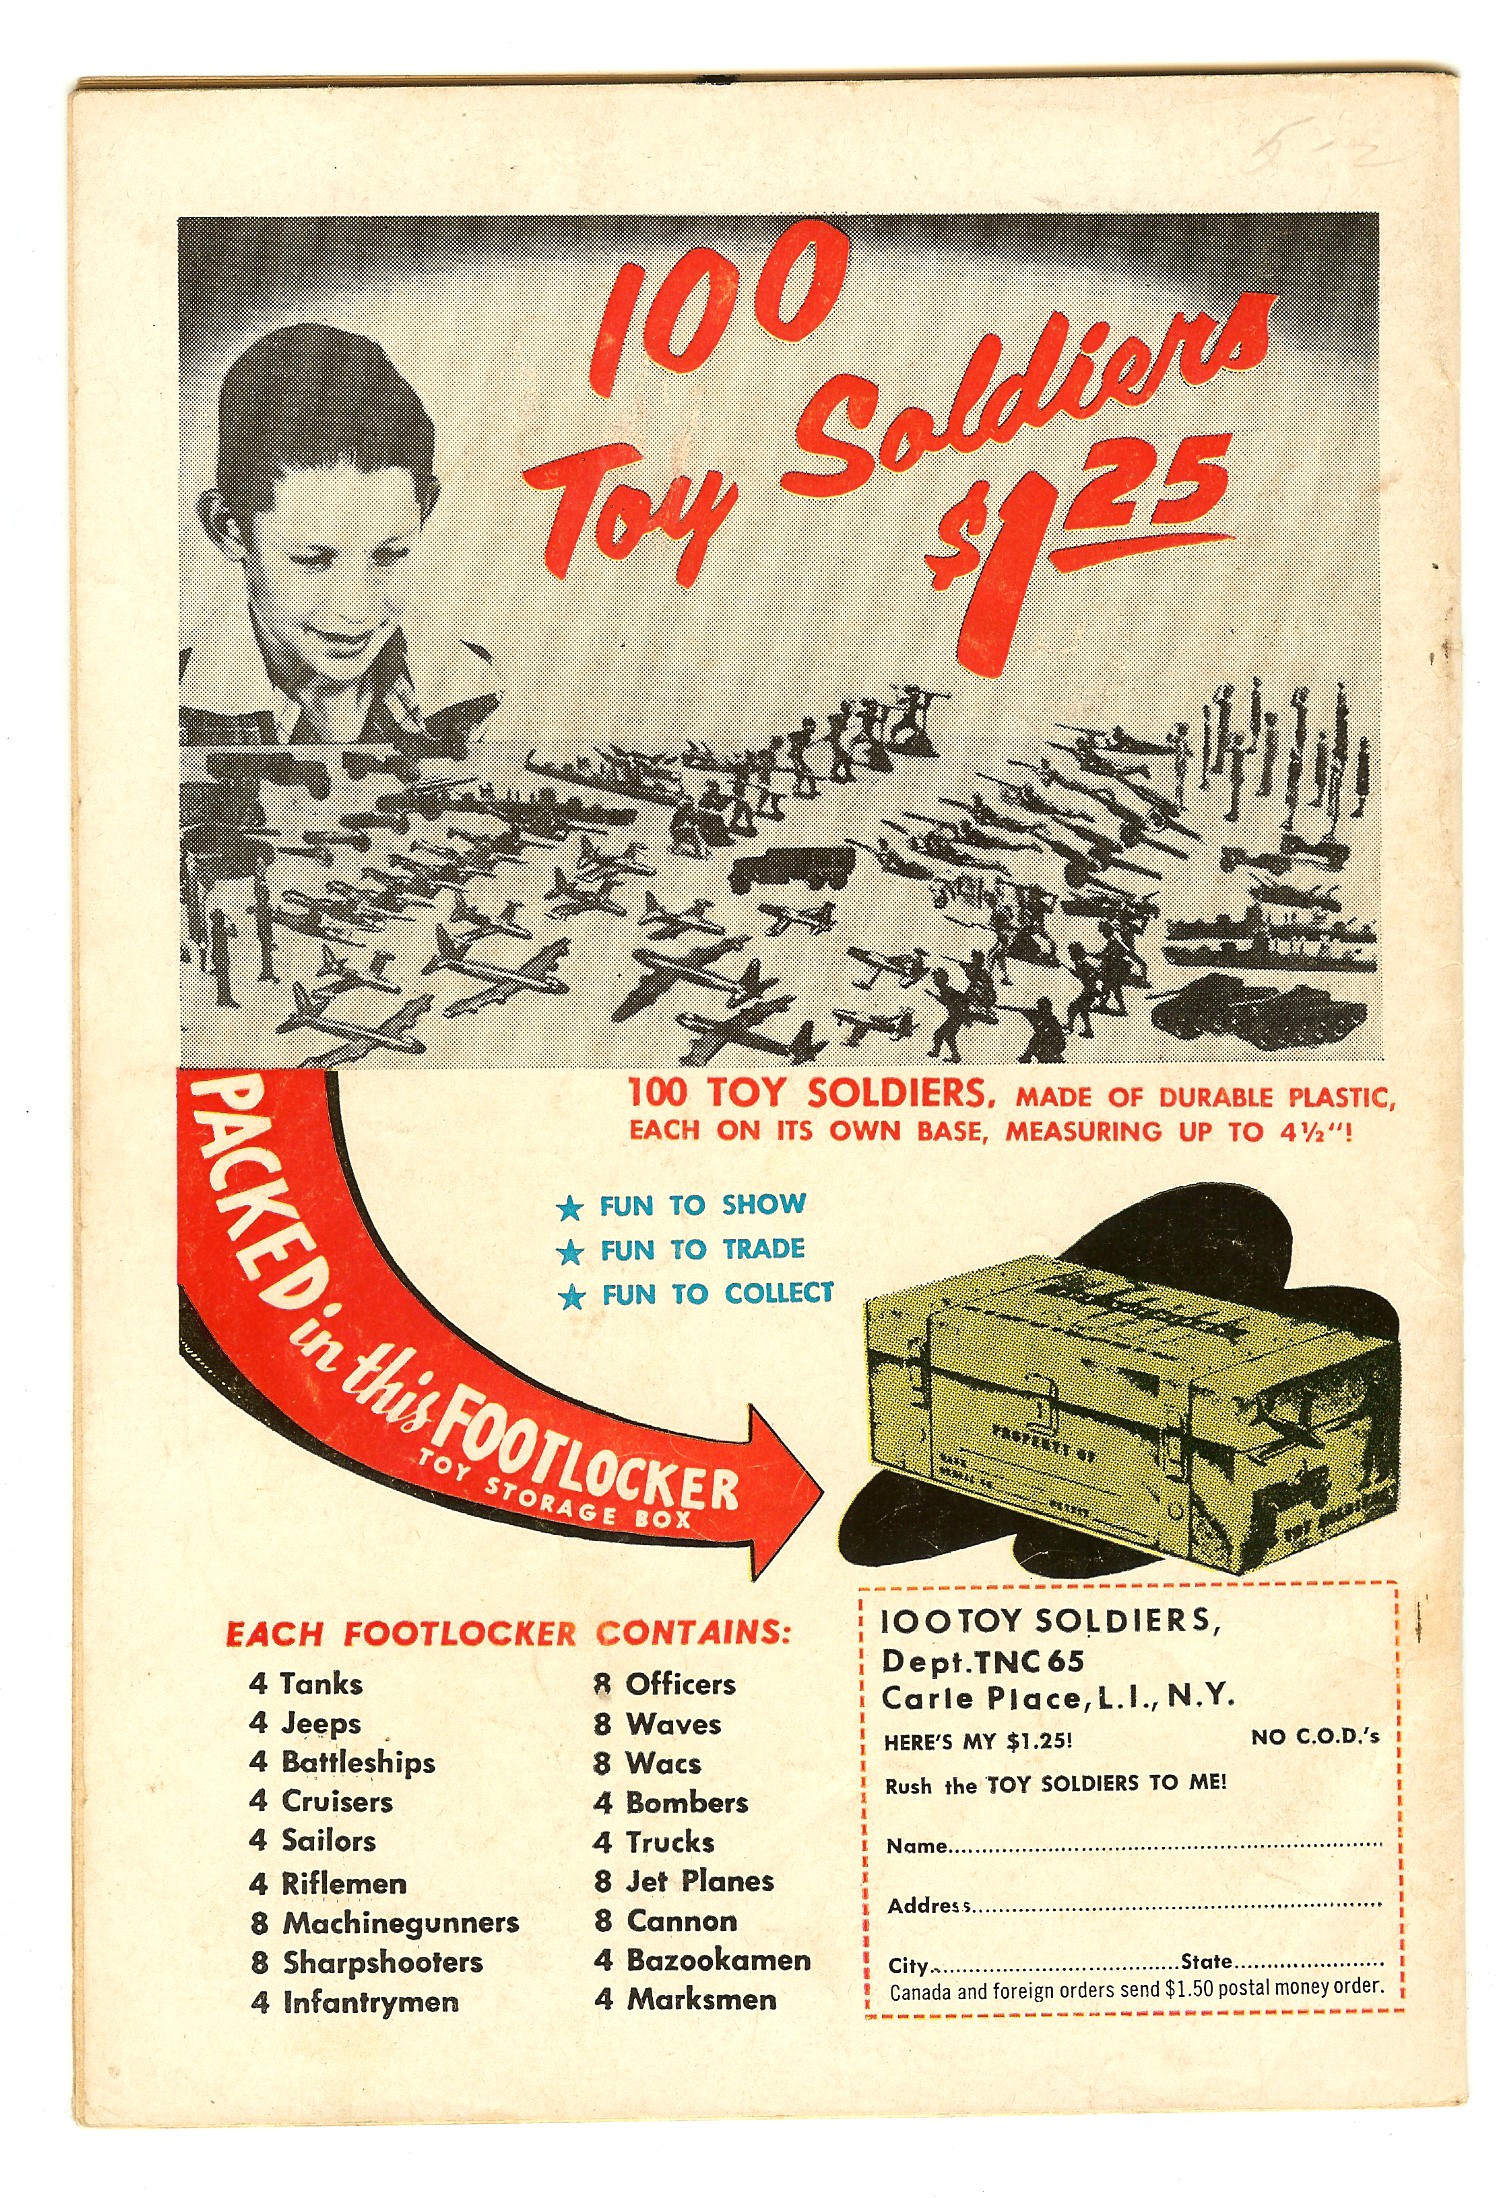 5-2
100
Toy Soldiers
$1 25
100 TOY SOLDIERS, MADE OF DURABLE PLASTIC,
EACH ON ITS OWN BASE, MEASURING UP TO 4½"!
PACKED in this FOOTLOCKER
TOY STORAGE BOX
★ FUN TO SHOW
★ FUN TO TRADE
★ FUN TO COLLECT
PROPERTY OF
EACH FOOTLOCKER CONTAINS:
4 Tanks
4 Jeeps
4 Battleships
4 Cruisers
4 Sailors
4 Riflemen
8 Machinegunners
8 Sharpshooters
4 Infantrymen
8 Officers
8 Waves
8 Wacs
4 Bombers
4 Trucks
8 Jet Planes
8 Cannon
4 Bazookamen
4 Marksmen
100 TOY SOLDIERS,
Dept. TNC 65
Carle Place, L.I., N.Y.
HERE'S MY $1.25! NO C.O.D.'s
Rush the TOY SOLDIERS TO ME!
Name
Address
City State
Canada and foreign orders send $1.50 postal money order.